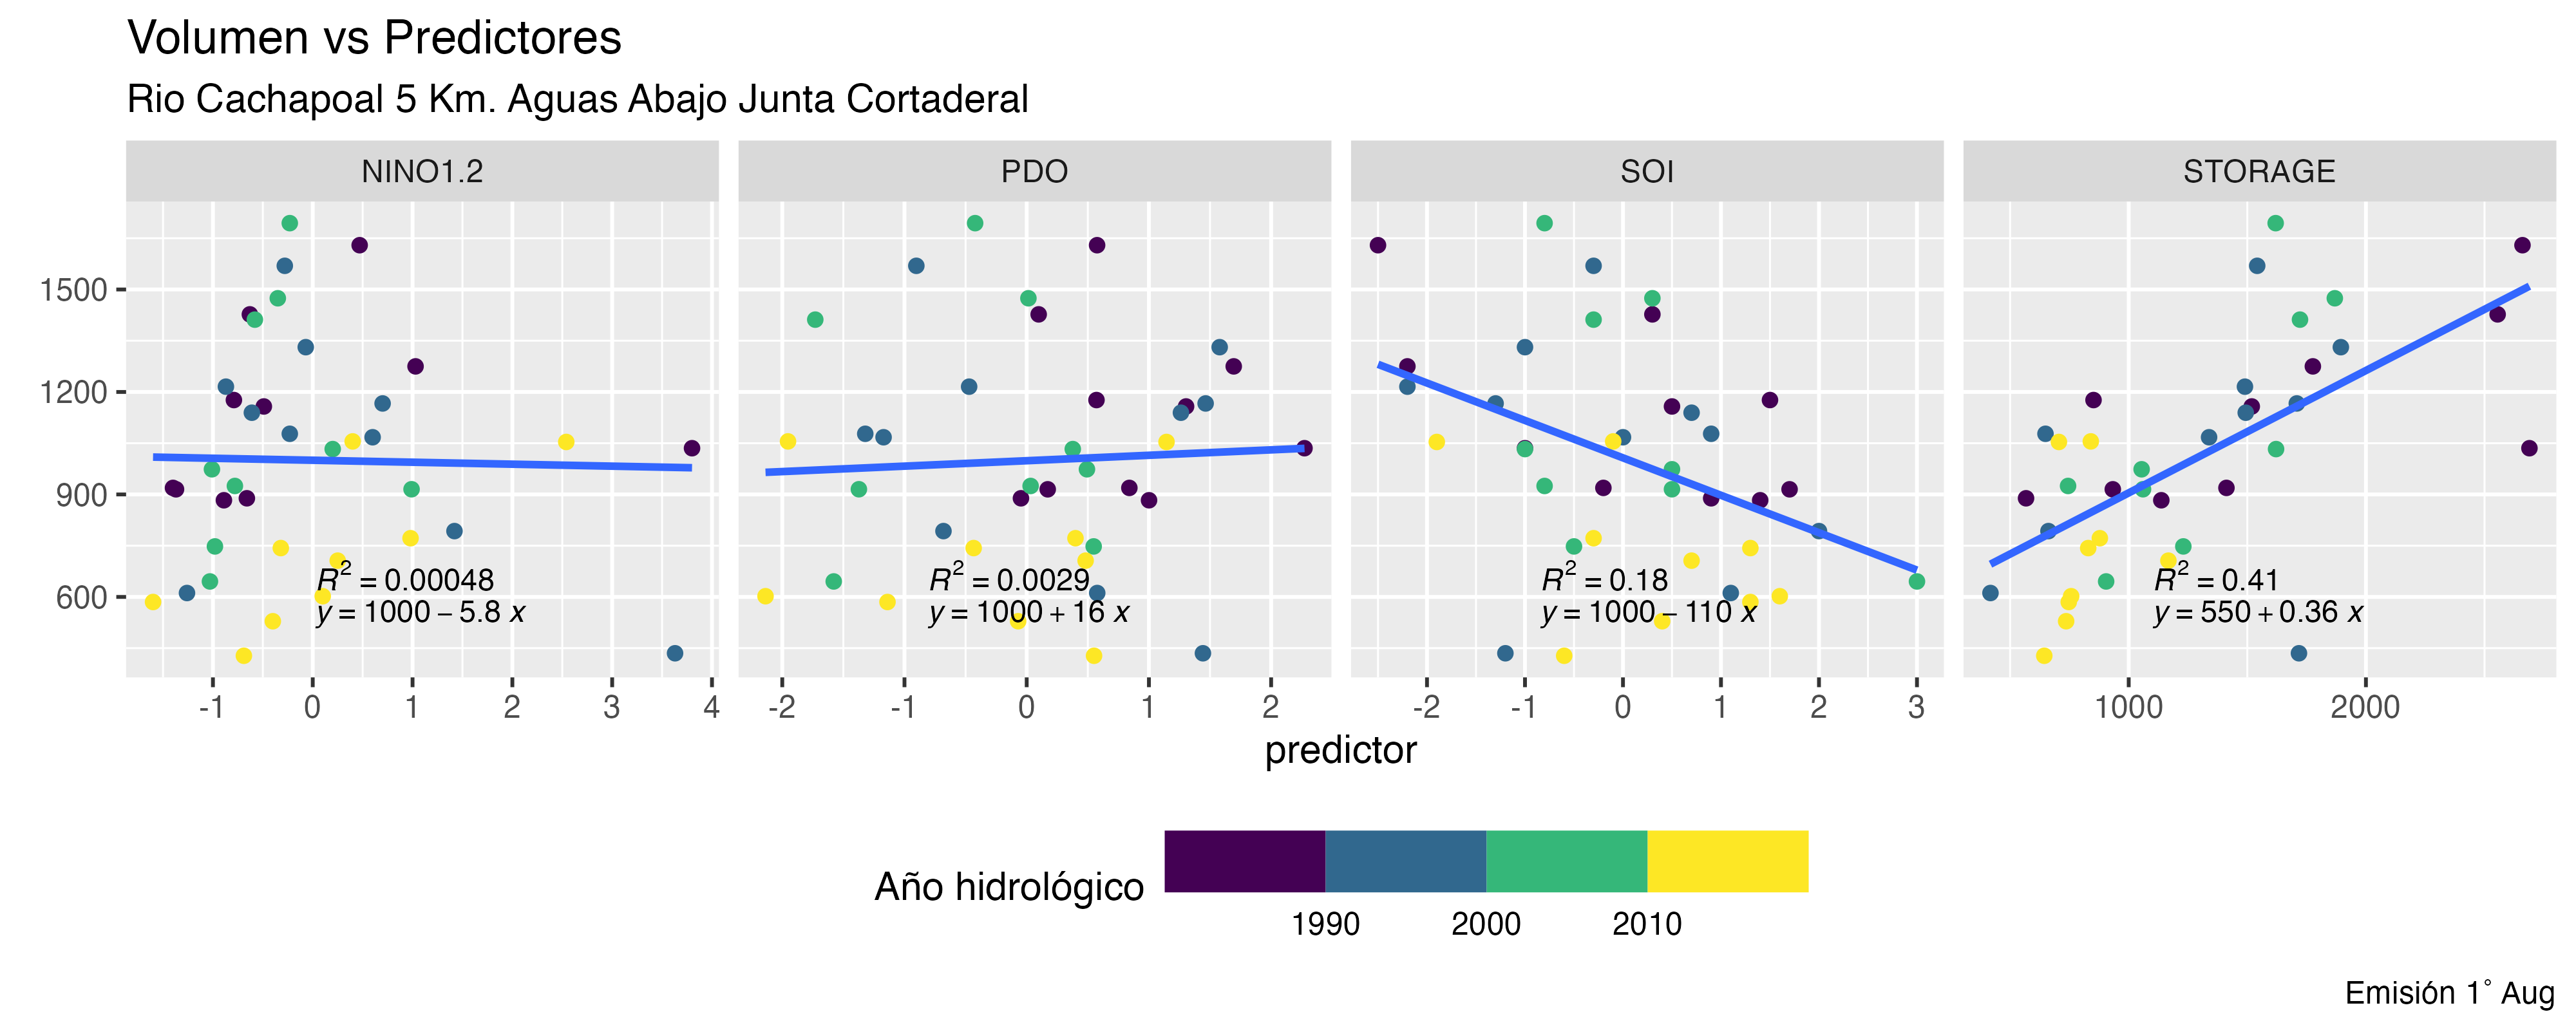 Volumen vs Predictores
Rio Cachapoal 5 Km. Aguas Abajo Junta Cortaderal
NINO1.2 PDO SOI STORAGE
1500
1200
900
600
R² = 0.00048
y = 1000 − 5.8 x
R² = 0.0029
y = 1000 + 16 x
R² = 0.18
y = 1000 − 110 x
R² = 0.41
y = 550 + 0.36 x
-1 0 1 2 3 4 -2 -1 0 1 2 -2 -1 0 1 2 3 1000 2000
predictor
Año hidrológico
1990 2000 2010
Emisión 1° Aug